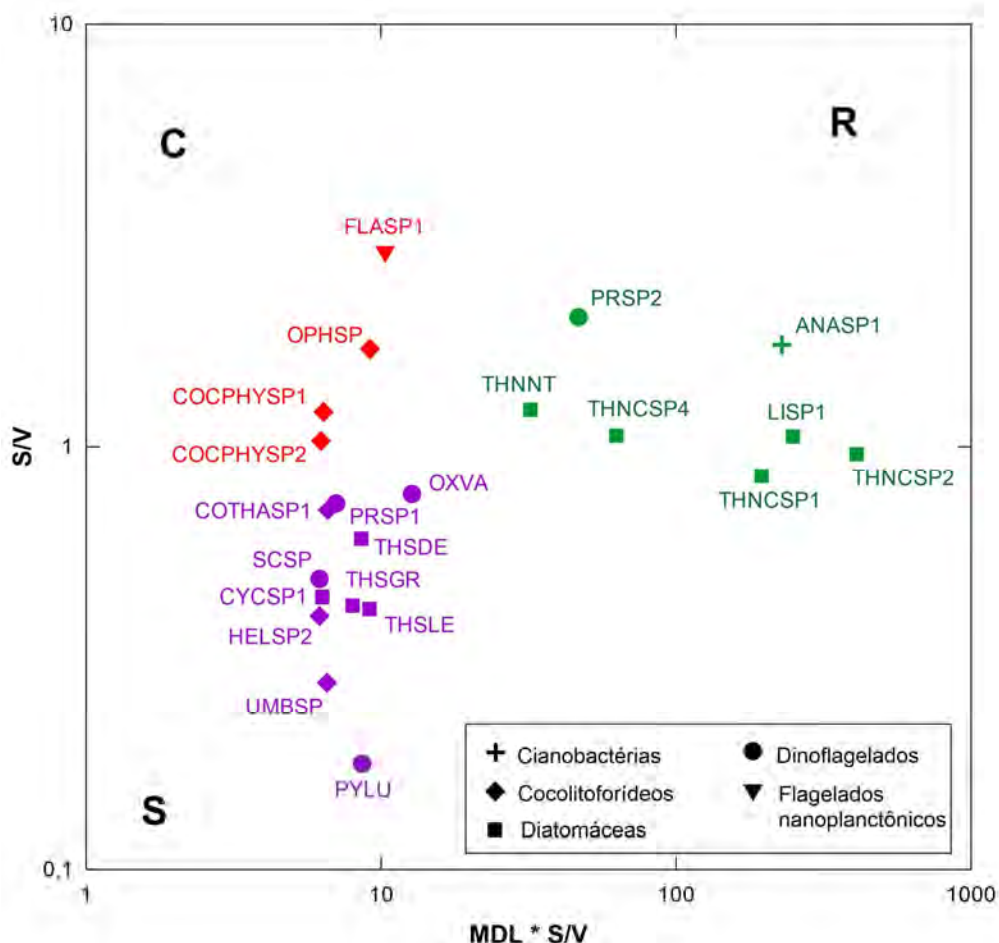 10
C
R
FLASP1
PRSP2
ANASP1
OPHSP
COCPHYSP1
THNNT
THNCSP4
LISP1
S/V
1
COCPHYSP2
THNCSP1
THNCSP2
OXVA
COTHASP1
PRSP1
THSDE
SCSP
THSGR
CYCSP1
THSLE
HELSP2
UMBSP
PYLU
S
Cianobactérias
Dinoflagelados
Cocolitoforídeos
Flagelados
nanoplanctônicos
Diatomáceas
0,1
1
10
100
1000
MDL * S/V